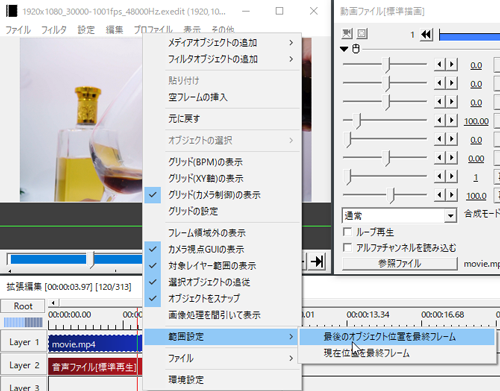 1920x1080_30000-1001fps_48000Hz.exedit (1920,10...
ファイル フィルタ 設定 編集 プロファイル 表示 その他
メディアオブジェクトの追加
フィルタオブジェクトの追加
貼り付け
空フレームの挿入
元に戻す
オブジェクトの選択
グリッド(BPM)の表示
グリッド(XY軸)の表示
グリッド(カメラ制御)の表示
グリッドの設定
フレーム領域外の表示
カメラ視点GUIの表示
対象レイヤー範囲の表示
選択オブジェクトの追従
オブジェクトをスナップ
画像処理を間引いて表示
範囲設定
ファイル
環境設定
最後のオブジェクト位置を最終フレーム
現在位置を最終フレーム
動画ファイル[標準描画]
1
0.0
0.0
0.0
100.00
0.0
0.00
1
100.0
通常
合成モード
ループ再生
アルファチャンネルを読み込む
参照ファイル
movie.mp
拡張編集 [00:00:03.97] [120/313]
Root
00:00:00.00
00:00:13.34
00:00:16.68
Layer 1
movie.mp4
Layer 2
音声ファイル[標準再生]
Layer 3
Layer 4